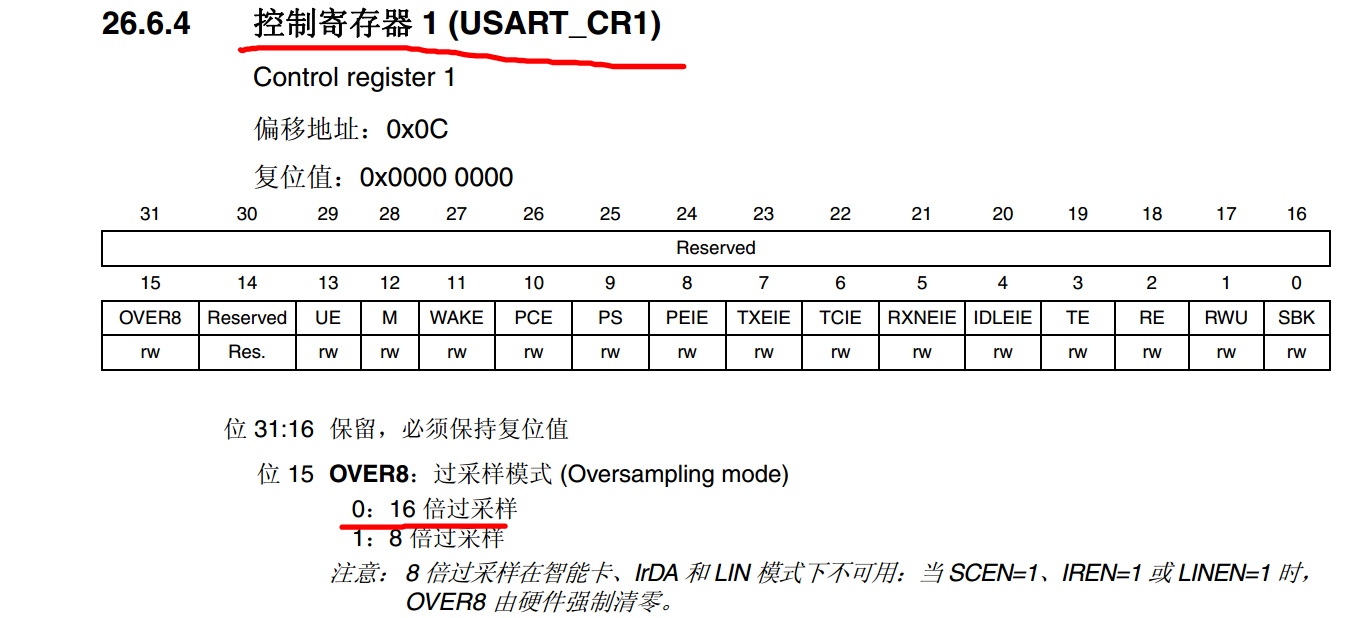 26.6.4 控制寄存器 1 (USART_CR1)
Control register 1
偏移地址：0x0C
复位值：0x0000 0000
31 30 29 28 27 26 25 24 23 22 21 20 19 18 17 16
Reserved
15 14 13 12 11 10 9 8 7 6 5 4 3 2 1 0
OVER8 Reserved UE M WAKE PCE PS PEIE TXEIE TCIE RXNEIE IDLEIE TE RE RWU SBK
rw Res. rw rw rw rw rw rw rw rw rw rw rw rw rw rw
位 31:16 保留，必须保持复位值
位 15 OVER8：过采样模式 (Oversampling mode)
0：16 倍过采样
1：8 倍过采样
注意： 8 倍过采样在智能卡、IrDA 和 LIN 模式下不可用：当 SCEN=1、IREN=1 或 LINEN=1 时，
OVER8 由硬件强制清零。